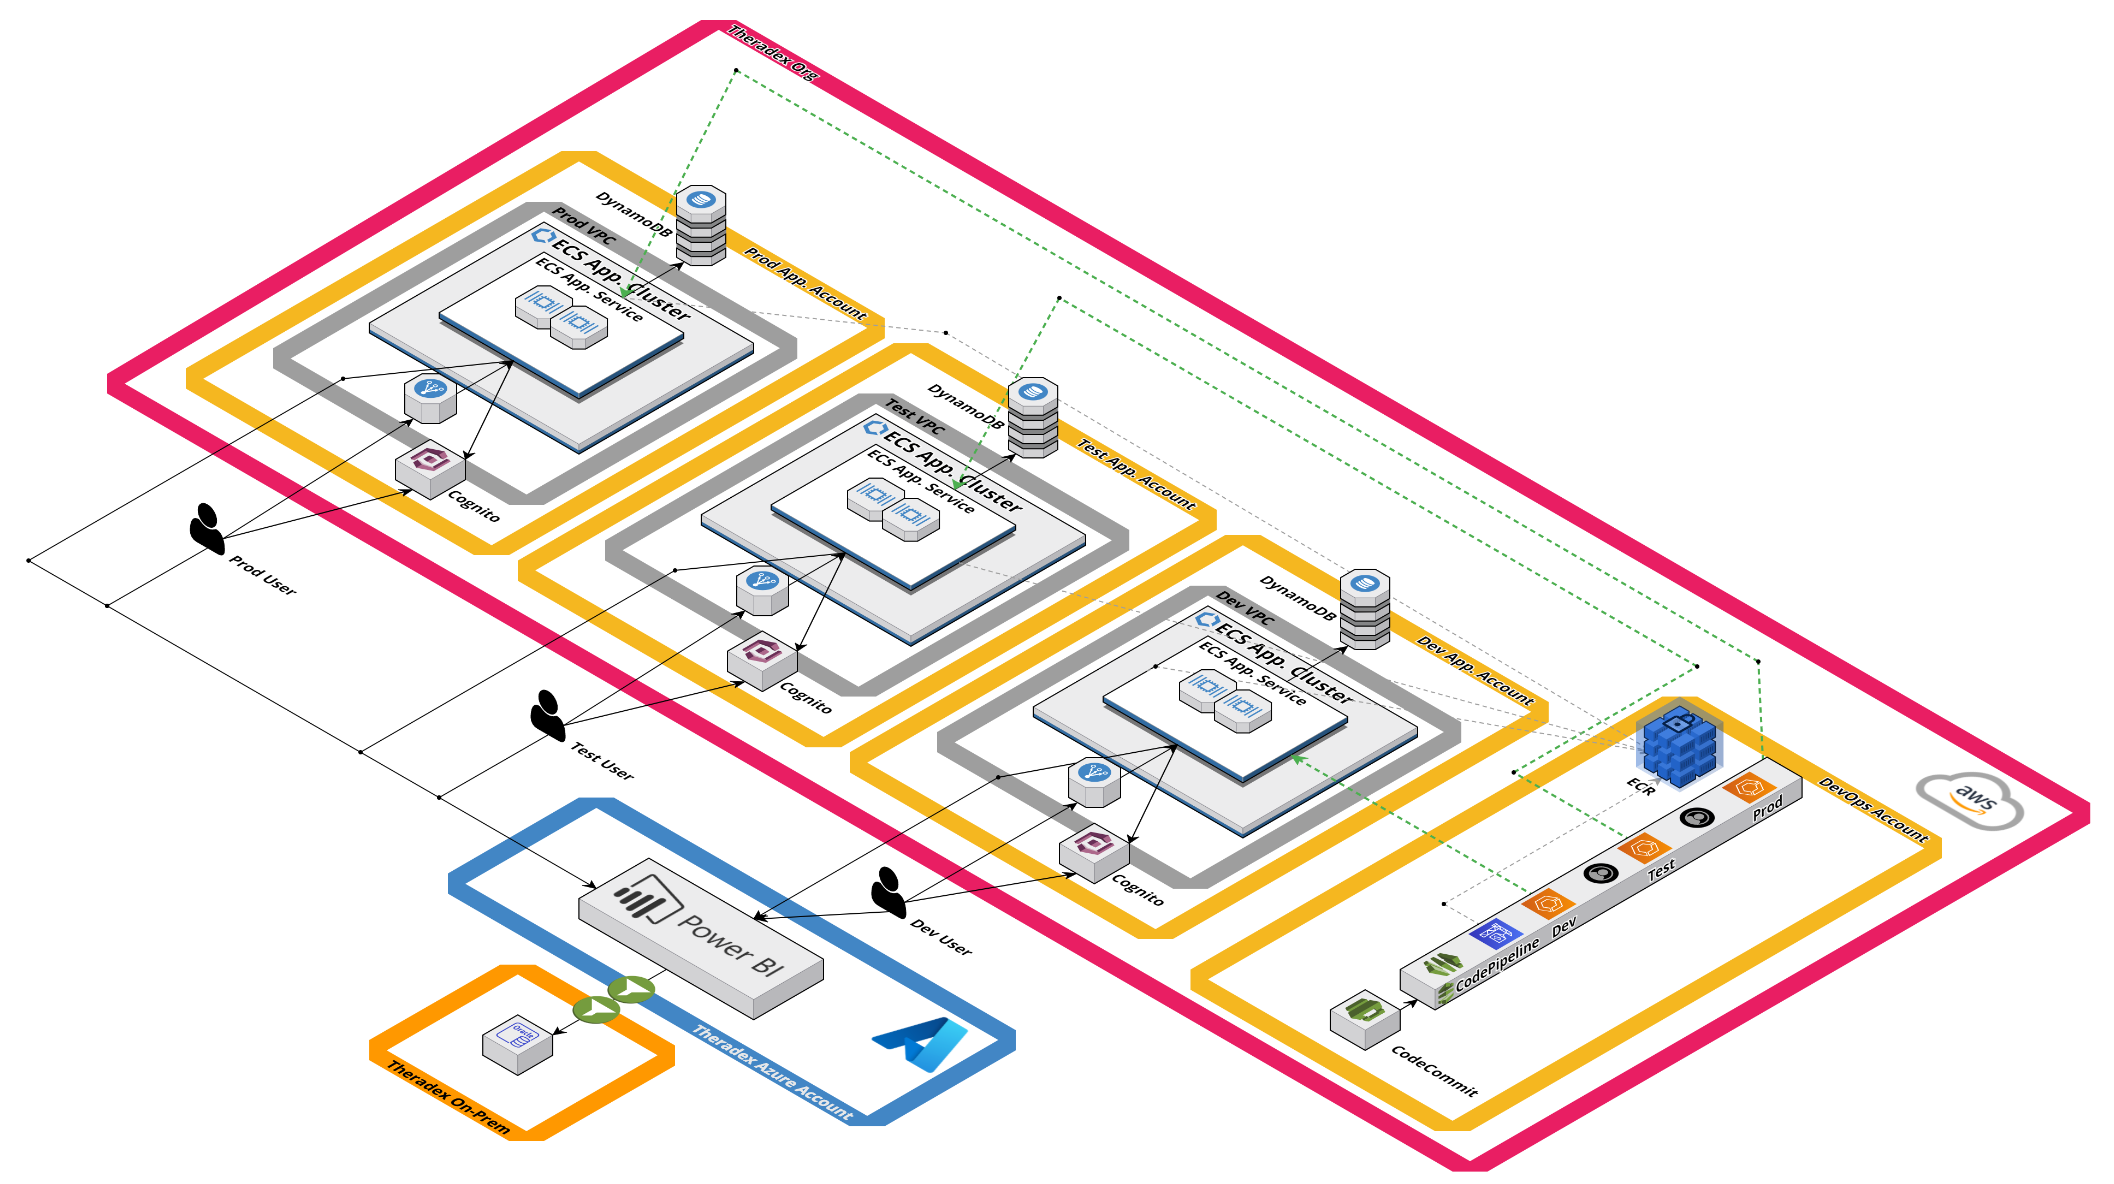 Theradex Org
DynamoDB
Prod VPC
Prod App. Account
ECS App. Cluster
ECS App. Service
Cognito
Prod User
DynamoDB
Test VPC
Test App. Account
ECS App. Cluster
ECS App. Service
Cognito
Test User
DynamoDB
Dev VPC
Dev App. Account
ECS App. Cluster
ECS App. Service
Cognito
Dev User
ECR
DevOps Account
aws
Prod
Test
Dev
CodePipeline
CodeCommit
Power BI
Theradex Azure Account
Oracle
Theradex On-Prem